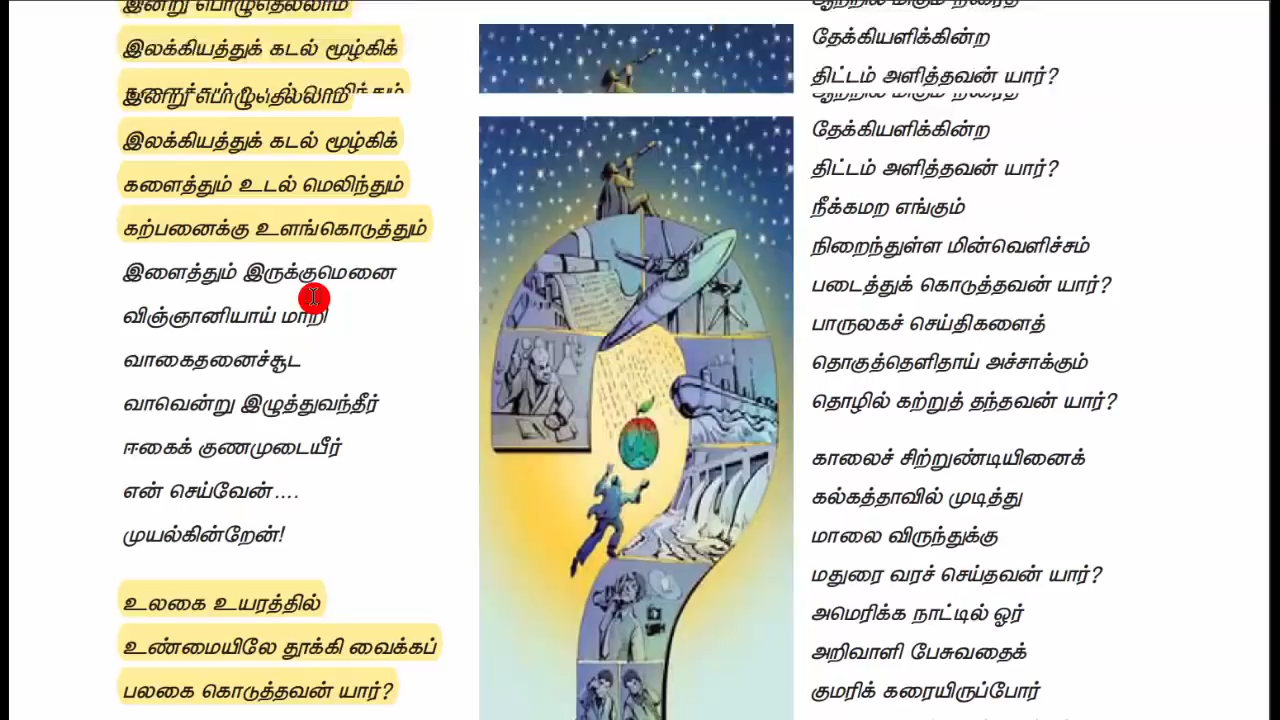 இன்று பொழுதெல்லாம்
இலக்கியத்துக் கடல் மூழ்கிக்
இன்று பொழுதெல்லாம்
இலக்கியத்துக் கடல் மூழ்கிக்
களைத்தும் உடல் மெலிந்தும்
கற்பனைக்கு உளங்கொடுத்தும்
இளைத்தும் இருக்குமெனை
விஞ்ஞானியாய் மாறி
வாகைதனைச்சூட
வாவென்று இழுத்துவந்தீர்
ஈகைக் குணமுடையீர்
என் செய்வேன்....
முயல்கின்றேன்!
உலகை உயரத்தில்
உண்மையிலே தூக்கி வைக்கப்
பலகை கொடுத்தவன் யார்?
தேக்கியளிக்கின்ற
திட்டம் அளித்தவன் யார்?
தேக்கியளிக்கின்ற
திட்டம் அளித்தவன் யார்?
நீக்கமற எங்கும்
நிறைந்துள்ள மின்வெளிச்சம்
படைத்துக் கொடுத்தவன் யார்?
பாருலகச் செய்திகளைத்
தொகுத்தெளிதாய் அச்சாக்கும்
தொழில் கற்றுத் தந்தவன் யார்?
காலைச் சிற்றுண்டியினைக்
கல்கத்தாவில் முடித்து
மாலை விருந்துக்கு
மதுரை வரச் செய்தவன் யார்?
அமெரிக்க நாட்டில் ஓர்
அறிவாளி பேசுவதைக்
குமரிக் கரையிருப்போர்